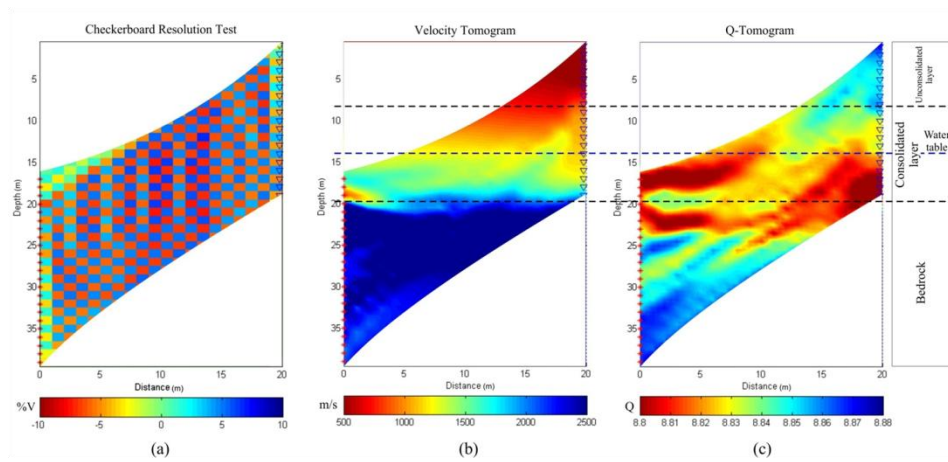 Checkerboard Resolution Test
Velocity Tomogram
Q-Tomogram
5
10
15
20
25
30
35
Depth (m)
0
5
10
15
20
Distance (m)
%V
-10
-5
0
5
10
(a)
5
10
15
20
25
30
35
Depth (m)
0
5
10
15
20
Distance (m)
m/s
500
1000
1500
2000
2500
(b)
5
10
15
20
25
30
35
Depth (m)
0
5
10
15
20
Distance (m)
Q
8.8
8.81
8.82
8.83
8.84
8.85
8.86
8.87
8.88
(c)
Unconsolidated
layer
Consolidated
layer
Water
table
Bedrock